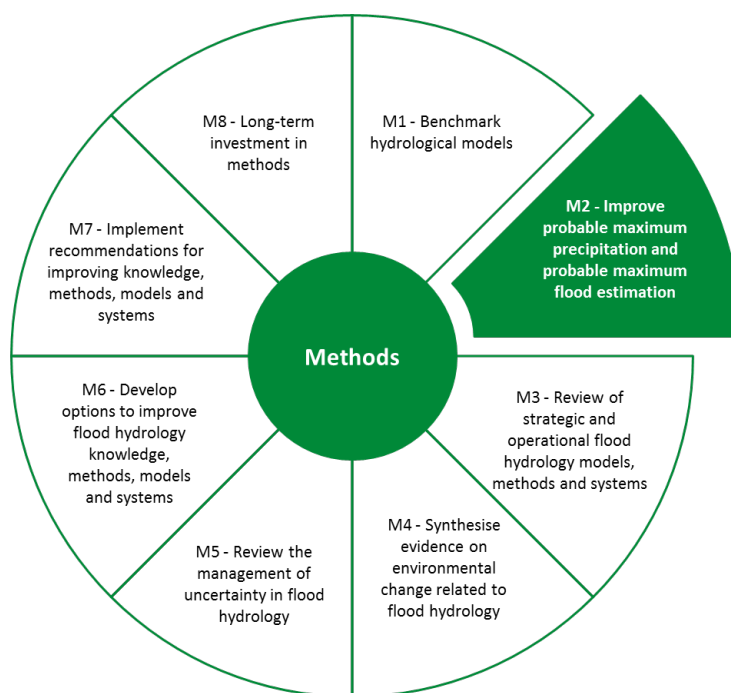 M8 - Long-term
investment in
methods
M1 - Benchmark
hydrological models
M2 - Improve
probable maximum
precipitation and
probable maximum
flood estimation
M7 - Implement
recommendations for
improving knowledge,
methods, models and
systems
Methods
M3 - Review of
strategic and
operational flood
hydrology models,
methods and systems
M6 - Develop
options to improve
flood hydrology
knowledge,
methods, models
and systems
M4 - Synthesise
evidence on
environmental
change related to
flood hydrology
M5 - Review the
management of
uncertainty in flood
hydrology